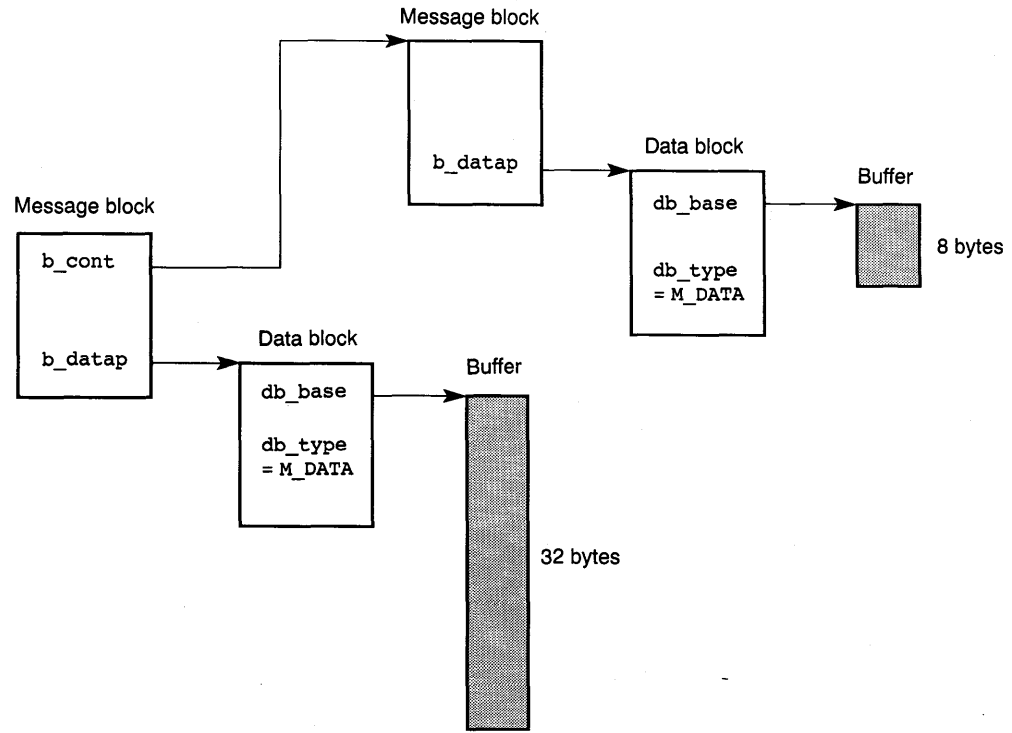 Message block
b_datap
Data block
db_base
db_type
= M_DATA
Buffer
8 bytes
Message block
b_cont
b_datap
Data block
db_base
db_type
= M_DATA
Buffer
32 bytes